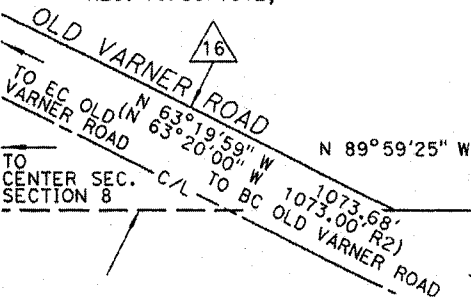 OLD VARNER ROAD
16
N 63°19'59" W 1073.68'
(N 63°20'00" W 1073.00' R2)
TO EC OLD VARNER ROAD
TO BC OLD VARNER ROAD
C/L
N 89°59'25" W
TO
CENTER SEC.
SECTION 8